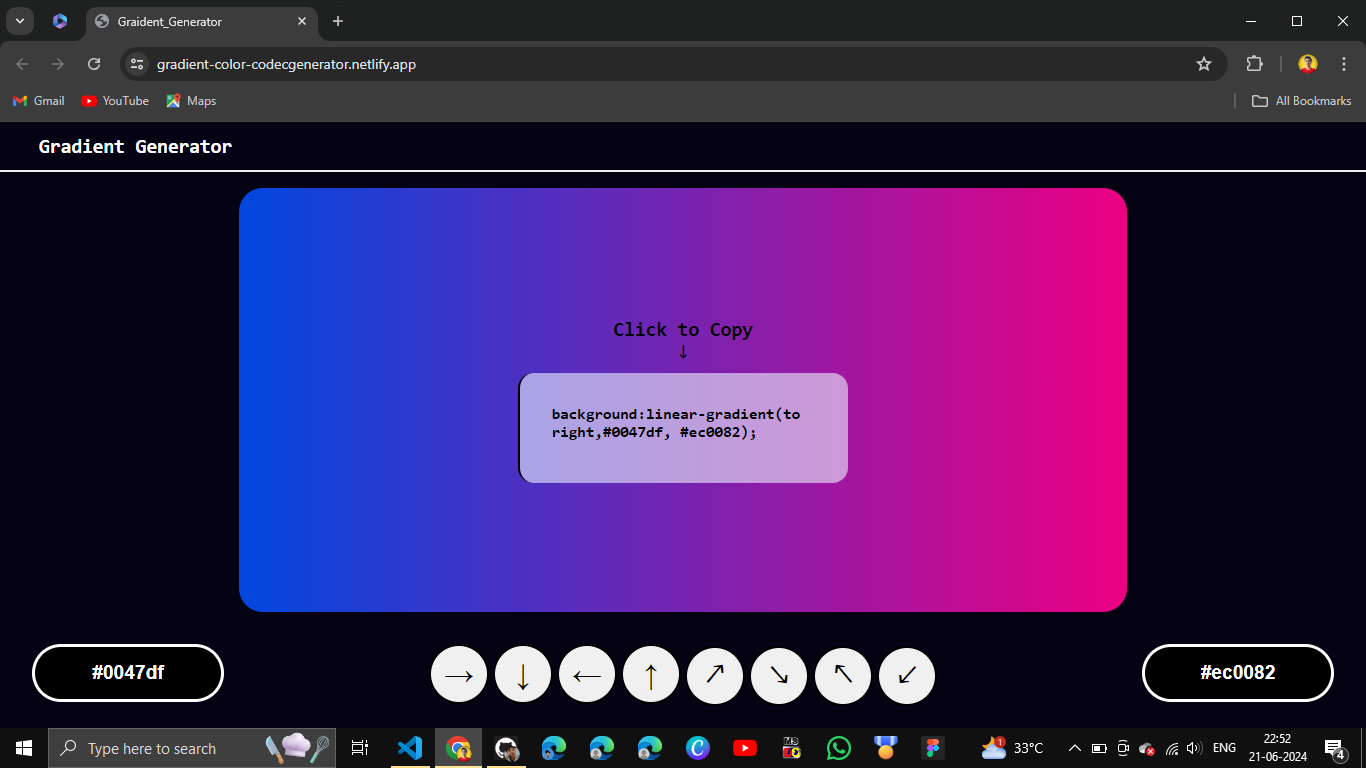 Graident_Generator
gradient-color-codecgenerator.netlify.app
Gmail YouTube Maps All Bookmarks
Gradient Generator
Click to Copy
↓
background:linear-gradient(to
right,#0047df, #ec0082);
#0047df → ↓ ← ↑ ↗ ↘ ↖ ↙ #ec0082
Type here to search 1 33°C ENG 22:52
21-06-2024 4